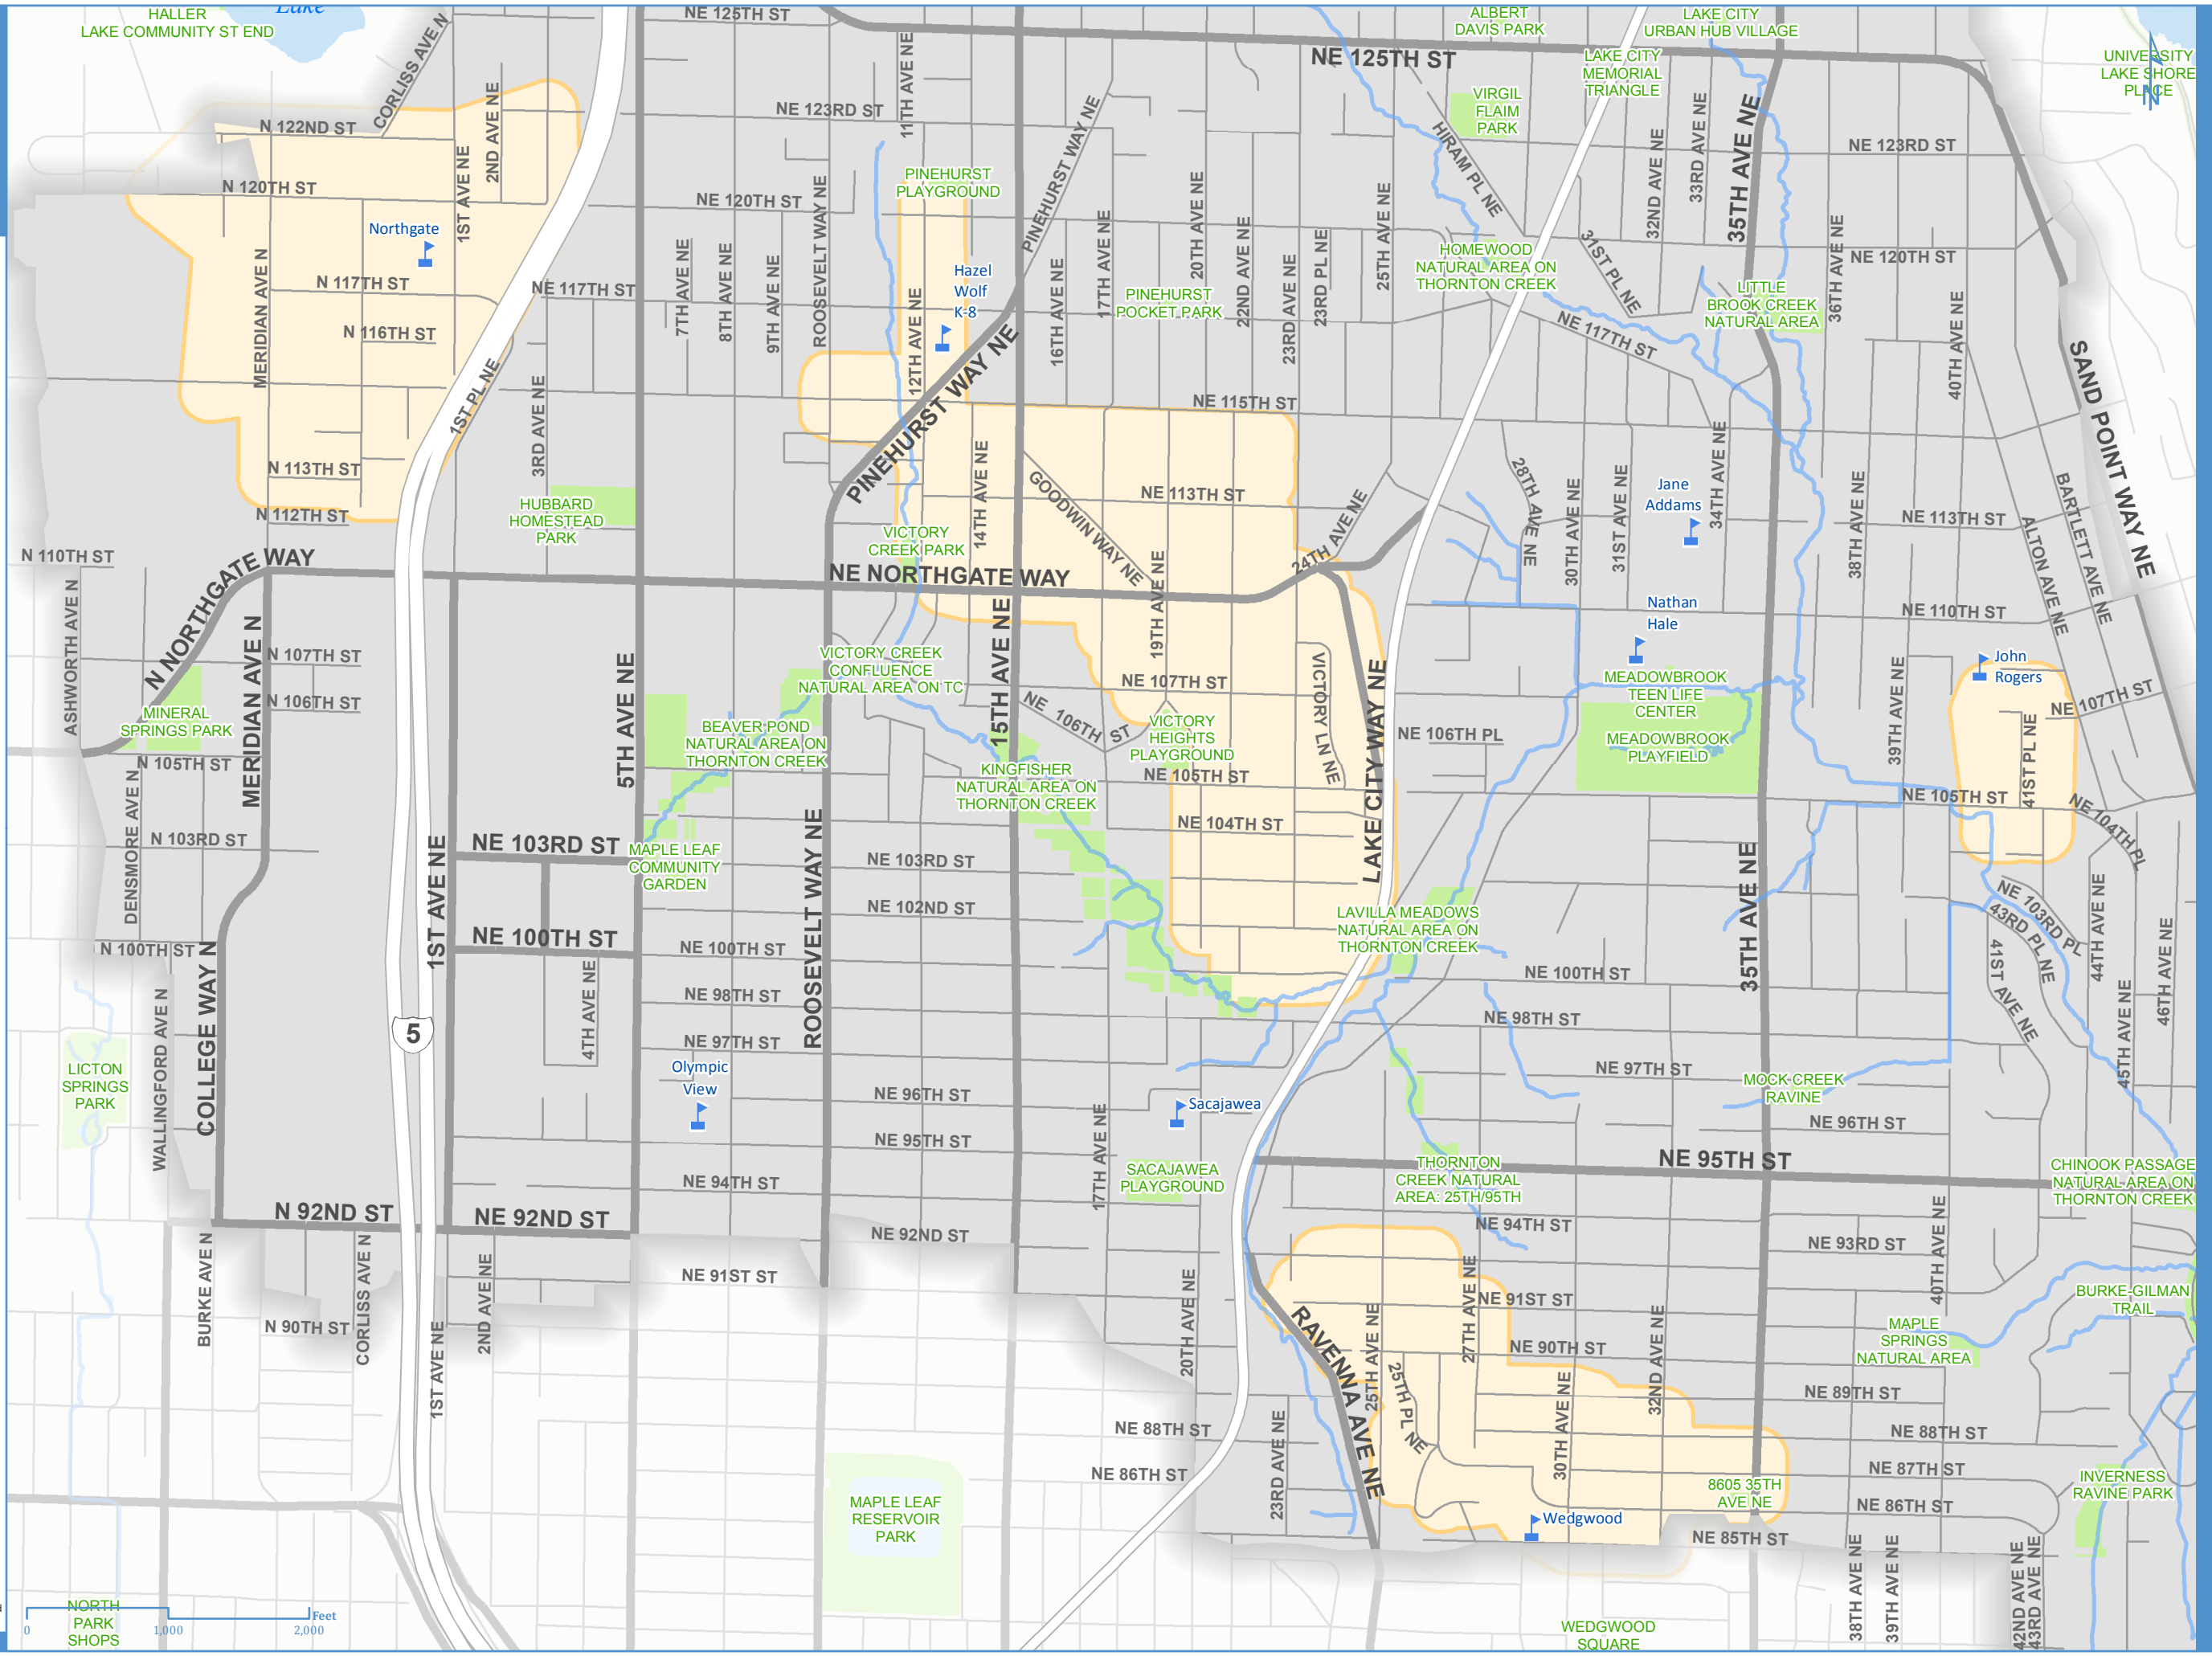 HALLER
LAKE COMMUNITY ST END
Lake
CORLISS AVE N
NE 125TH ST
11TH AVE NE
NE 125TH ST
ALBERT
DAVIS PARK
LAKE CITY
URBAN HUB VILLAGE
LAKE CITY
MEMORIAL
TRIANGLE
UNIVERSITY
LAKE SHORE
PLACE
N
N 122ND ST
2ND AVE NE
1ST AVE NE
NE 123RD ST
PINEHURST WAY NE
VIRGIL
FLAIM
PARK
HIRAM PL NE
32ND AVE NE
33RD AVE NE
35TH AVE NE
NE 123RD ST
N 120TH ST
NE 120TH ST
PINEHURST
PLAYGROUND
Northgate
MERIDIAN AVE N
N 117TH ST
N 116TH ST
NE 117TH ST
7TH AVE NE
8TH AVE NE
9TH AVE NE
ROOSEVELT WAY NE
12TH AVE NE
Hazel
Wolf
K-8
16TH AVE NE
17TH AVE NE
PINEHURST
POCKET PARK
20TH AVE NE
22ND AVE NE
23RD AVE NE
23RD PL NE
25TH AVE NE
HOMEWOOD
NATURAL AREA ON
THORNTON CREEK
31ST PL NE
NE 117TH ST
LITTLE
BROOK CREEK
NATURAL AREA
36TH AVE NE
NE 120TH ST
40TH AVE NE
SAND POINT WAY NE
1ST PL NE
3RD AVE NE
PINEHURST WAY NE
NE 115TH ST
N 113TH ST
N 112TH ST
HUBBARD
HOMESTEAD
PARK
VICTORY
CREEK PARK
14TH AVE NE
GOODWIN WAY NE
NE 113TH ST
19TH AVE NE
24TH AVE NE
28TH AVE NE
30TH AVE NE
31ST AVE NE
Jane
Addams
34TH AVE NE
38TH AVE NE
NE 113TH ST
ALTON AVE NE
BARTLETT AVE NE
N 110TH ST
N NORTHGATE WAY
NE NORTHGATE WAY
ASHWORTH AVE N
MERIDIAN AVE N
N 107TH ST
N 106TH ST
MINERAL
SPRINGS PARK
N 105TH ST
5TH AVE NE
15TH AVE NE
VICTORY CREEK
CONFLUENCE
NATURAL AREA ON TC
BEAVER POND
NATURAL AREA ON
THORNTON CREEK
NE 106TH ST
NE 107TH ST
VICTORY
HEIGHTS
PLAYGROUND
NE 105TH ST
VICTORY LN NE
LAKE CITY WAY NE
NE 106TH PL
Nathan
Hale
NE 110TH ST
MEADOWBROOK
TEEN LIFE
CENTER
MEADOWBROOK
PLAYFIELD
John
Rogers
39TH AVE NE
41ST PL NE
NE 107TH ST
NE 105TH ST
NE 104TH PL
KINGFISHER
NATURAL AREA ON
THORNTON CREEK
NE 104TH ST
DENSMORE AVE N
N 103RD ST
1ST AVE NE
NE 103RD ST
MAPLE LEAF
COMMUNITY
GARDEN
ROOSEVELT WAY NE
NE 103RD ST
NE 102ND ST
35TH AVE NE
NE 103RD PL
43RD PL NE
44TH AVE NE
46TH AVE NE
N 100TH ST
COLLEGE WAY N
NE 100TH ST
NE 100TH ST
LAVILLA MEADOWS
NATURAL AREA ON
THORNTON CREEK
NE 100TH ST
41ST AVE NE
4TH AVE NE
NE 98TH ST
NE 98TH ST
45TH AVE NE
WALLINGFORD AVE N
5
NE 97TH ST
NE 97TH ST
LICTON
SPRINGS
PARK
Olympic
View
NE 96TH ST
Sacajawea
MOCK CREEK
RAVINE
NE 96TH ST
NE 95TH ST
17TH AVE NE
NE 95TH ST
SACAJAWEA
PLAYGROUND
THORNTON
CREEK NATURAL
AREA: 25TH/95TH
CHINOOK PASSAGE
NATURAL AREA ON
THORNTON CREEK
NE 94TH ST
NE 94TH ST
N 92ND ST
NE 92ND ST
NE 92ND ST
NE 93RD ST
40TH AVE NE
BURKE AVE N
CORLISS AVE N
2ND AVE NE
NE 91ST ST
20TH AVE NE
RAVENNA AVE NE
25TH AVE NE
27TH AVE NE
NE 91ST ST
BURKE-GILMAN
TRAIL
N 90TH ST
1ST AVE NE
25TH PL NE
NE 90TH ST
32ND AVE NE
MAPLE
SPRINGS
NATURAL AREA
NE 89TH ST
30TH AVE NE
NE 88TH ST
23RD AVE NE
NE 88TH ST
NE 86TH ST
NE 87TH ST
8605 35TH
AVE NE
INVERNESS
RAVINE PARK
MAPLE LEAF
RESERVOIR
PARK
NE 86TH ST
Wedgwood
NE 85TH ST
38TH AVE NE
39TH AVE NE
42ND AVE NE
43RD AVE NE
NORTH
PARK
SHOPS
Feet
0 1,000 2,000
WEDGWOOD
SQUARE